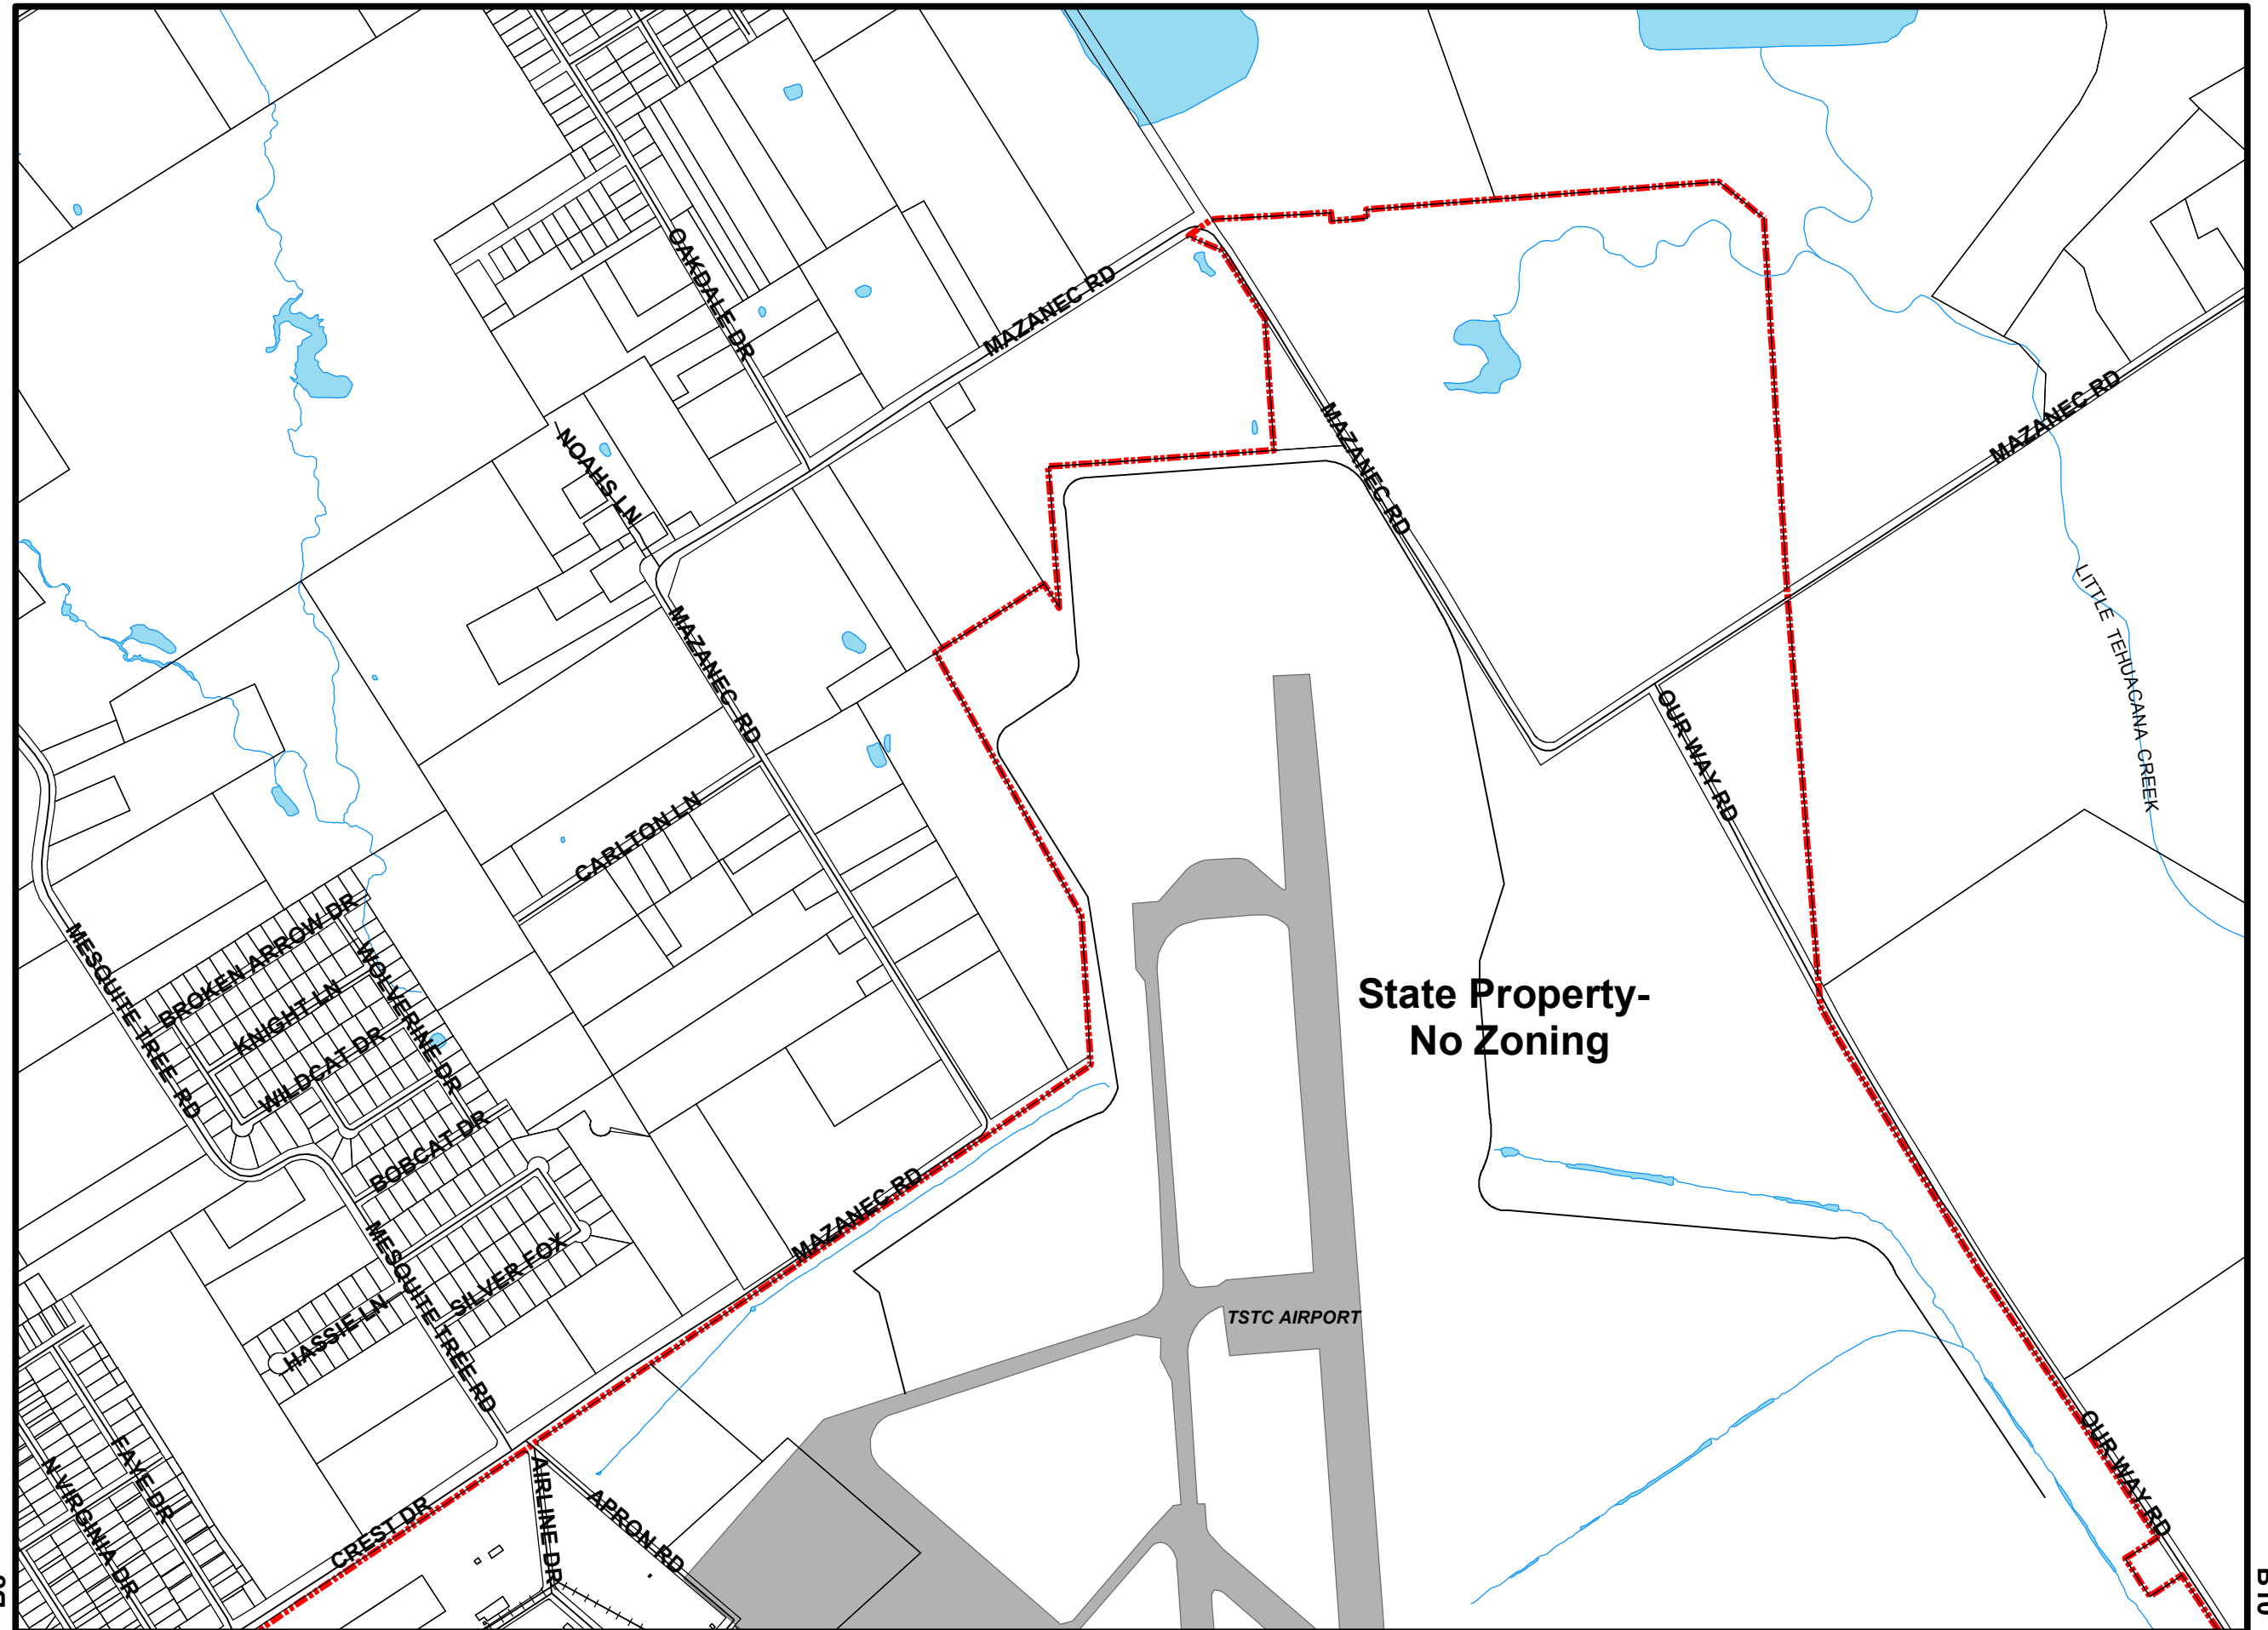 OAKDALE DR
MAZANEC RD
NOAHS LN
MAZANEC RD
MAZANEC RD
MAZANEC RD
LITTLE TEHUACANA CREEK
OUR WAY RD
CARLTON LN
MESQUITE TREE RD
BROKEN ARROW DR
KNIGHT LN
WILDCAT DR
WOLVERINE DR
State Property-
No Zoning
BOBCAT DR
MAZANEC RD
MESQUITE TREE RD
SILVER FOX
HASSIE LN
TSTC AIRPORT
FAYE DR
N VIRGINIA DR
CREST DR
AIRLINE DR
APRON RD
OUR WAY RD
B10